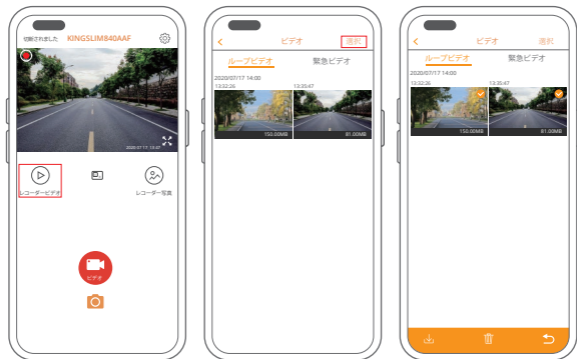 切断されました KINGSLIM840AAF
2020/07/17 13:47
レコーダービデオ
レコーダー写真
ビデオ
ビデオ 選択
ループビデオ 緊急ビデオ
2020/07/17 14:00
13:32:26 13:35:47
150.00MB 81.00MB
ビデオ 選択
ループビデオ 緊急ビデオ
2020/07/17 14:00
13:32:26 13:35:47
150.00MB 81.00MB